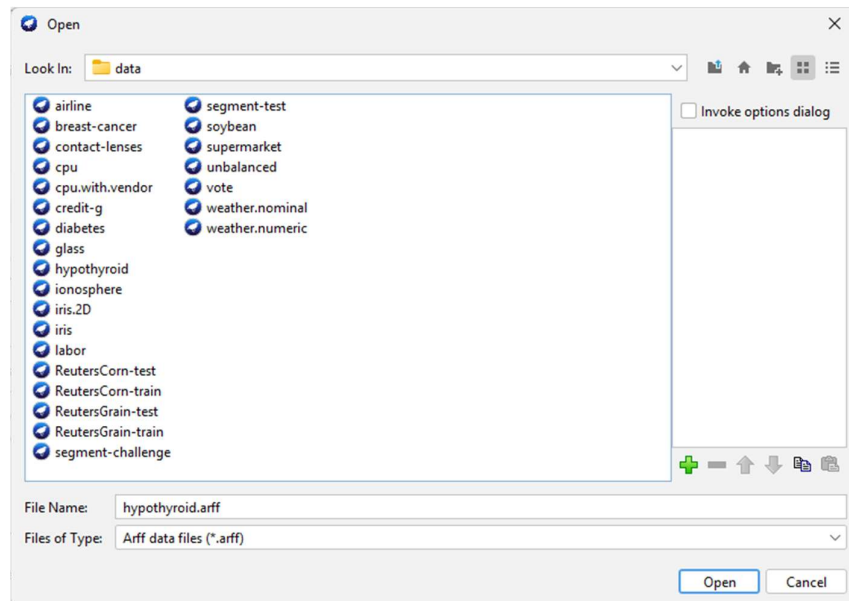 Open
Look In: data
airline
breast-cancer
contact-lenses
cpu
cpu.with.vendor
credit-g
diabetes
glass
hypothyroid
ionosphere
iris.2D
iris
labor
ReutersCorn-test
ReutersCorn-train
ReutersGrain-test
ReutersGrain-train
segment-challenge
segment-test
soybean
supermarket
unbalanced
vote
weather.nominal
weather.numeric
Invoke options dialog
File Name: hypothyroid.arff
Files of Type: Arff data files (*.arff)
Open Cancel